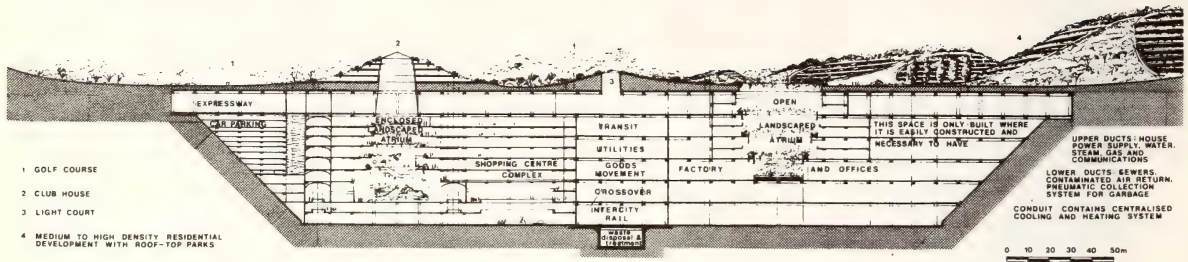 1
2
1
3
4
EXPRESSWAY
CAR PARKING
ENCLOSED
LANDSCAPED
ATRIUM
SHOPPING CENTRE
COMPLEX
TRANSIT
UTILITIES
GOODS
MOVEMENT
CROSSOVER
INTERCITY
RAIL
waste
disposal &
treatment
OPEN
LANDSCAPED
ATRIUM
FACTORY AND OFFICES
THIS SPACE IS ONLY BUILT WHERE
IT IS EASILY CONSTRUCTED AND
NECESSARY TO HAVE
1 GOLF COURSE
2 CLUB HOUSE
3 LIGHT COURT
4 MEDIUM TO HIGH DENSITY RESIDENTIAL
DEVELOPMENT WITH ROOF-TOP PARKS
UPPER DUCTS: HOUSE
POWER SUPPLY, WATER,
STEAM, GAS AND
COMMUNICATIONS
LOWER DUCTS SEWERS,
CONTAMINATED AIR RETURN,
PNEUMATIC COLLECTION
SYSTEM FOR GARBAGE
CONDUIT CONTAINS CENTRALISED
COOLING AND HEATING SYSTEM
0 10 20 30 40 50m